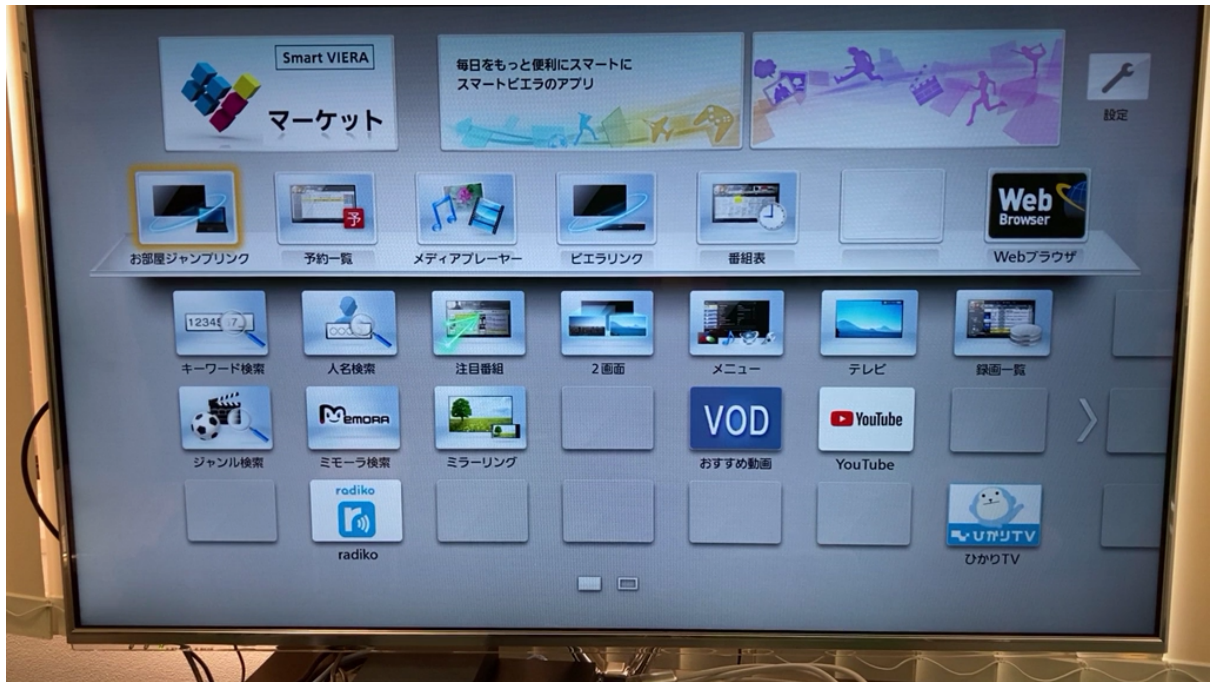 Smart VIERA
マーケット
毎日をもっと便利にスマートに
スマートビエラのアプリ
設定
予
Web
Browser
お部屋ジャンプリンク
予約一覧
メディアプレーヤー
ビエラリンク
番組表
Webブラウザ
キーワード検索
人名検索
注目番組
2画面
メニュー
テレビ
録画一覧
MEMORA
VOD
YouTube
ジャンル検索
ミモーラ検索
ミラーリング
おすすめ動画
YouTube
radiko
radiko
ひかりTV
ひかりTV